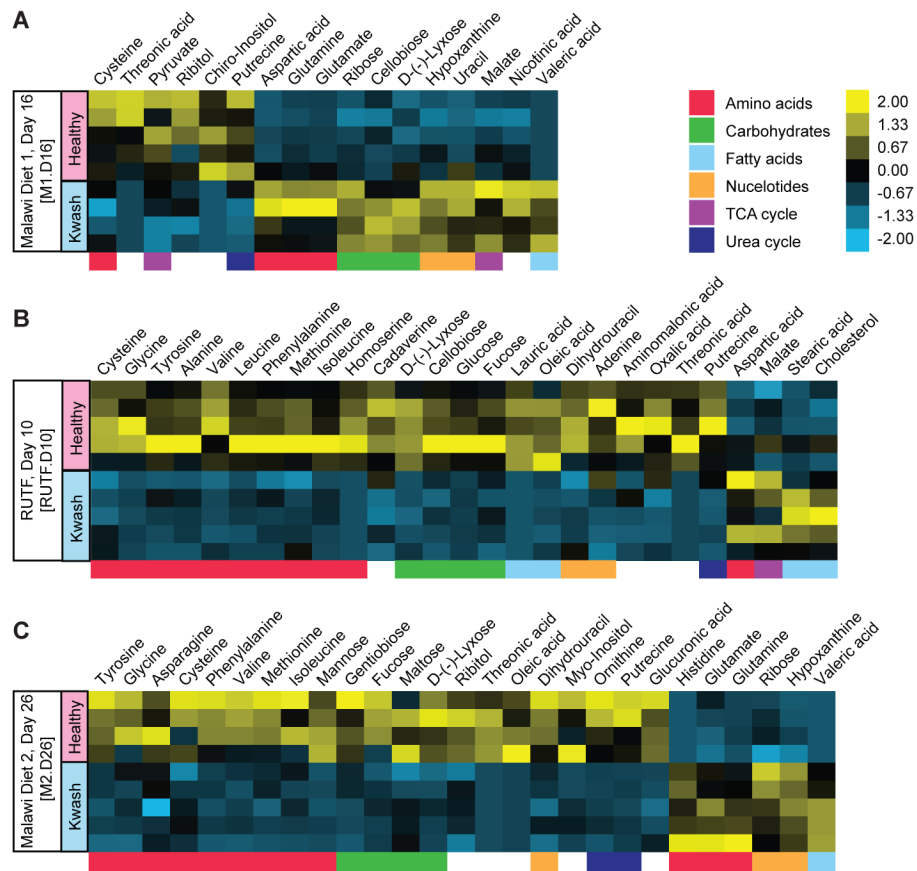 A
Cysteine
Threonic acid
Pyruvate
Ribitol
Chiro-Inositol
Putrecine
Aspartic acid
Glutamine
Glutamate
Ribose
Cellobiose
D-(-)-Lyxose
Hypoxanthine
Uracil
Malate
Nicotinic acid
Valeric acid
Malawi Diet 1, Day 16
[M1.D16]
Healthy
Kwash
Amino acids
Carbohydrates
Fatty acids
Nucelotides
TCA cycle
Urea cycle
2.00
1.33
0.67
0.00
-0.67
-1.33
-2.00
B
Cysteine
Glycine
Tyrosine
Alanine
Valine
Leucine
Phenylalanine
Methionine
Isoleucine
Homoserine
Cadaverine
D-(-)-Lyxose
Cellobiose
Glucose
Fucose
Lauric acid
Oleic acid
Dihydrouracil
Adenine
Aminomalonic acid
Oxalic acid
Threonic acid
Putrecine
Aspartic acid
Malate
Stearic acid
Cholesterol
RUTF, Day 10
[RUTF.D10]
Healthy
Kwash
C
Tyrosine
Glycine
Asparagine
Cysteine
Phenylalanine
Valine
Methionine
Isoleucine
Mannose
Gentiobiose
Fucose
Maltose
D-(-)-Lyxose
Ribitol
Threonic acid
Oleic acid
Dihydrouracil
Myo-Inositol
Ornithine
Putrecine
Glucuronic acid
Histidine
Glutamate
Glutamine
Ribose
Hypoxanthine
Valeric acid
Malawi Diet 2, Day 26
[M2.D26]
Healthy
Kwash